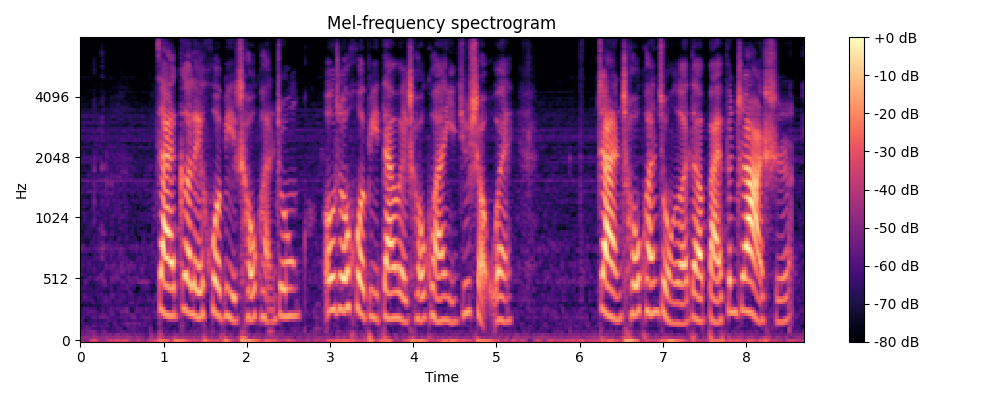 Mel-frequency spectrogram
Hz
4096
2048
1024
512
0
0 1 2 3 4 5 6 7 8
Time
+0 dB
-10 dB
-20 dB
-30 dB
-40 dB
-50 dB
-60 dB
-70 dB
-80 dB